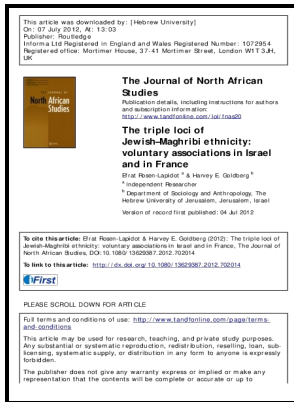 This article was downloaded by: [Hebrew University]
On: 07 July 2012, At: 13:03
Publisher: Routledge
Informa Ltd Registered in England and Wales Registered Number: 1072954
Registered office: Mortimer House, 37-41 Mortimer Street, London W1T 3JH,
UK
North African
Studies
The Journal of North African
Studies
Publication details, including instructions for authors
and subscription information:
http://www.tandfonline.com/loi/fnas20
The triple loci of
Jewish–Maghribi ethnicity:
voluntary associations in Israel
and in France
Efrat Rosen-Lapidot a & Harvey E. Goldberg b
a Independent Researcher
b Department of Sociology and Anthropology, The
Hebrew University of Jerusalem, Jerusalem, Israel
Version of record first published: 04 Jul 2012
To cite this article: Efrat Rosen-Lapidot & Harvey E. Goldberg (2012): The triple loci of
Jewish–Maghribi ethnicity: voluntary associations in Israel and in France, The Journal of
North African Studies, DOI:10.1080/13629387.2012.702014
To link to this article: http://dx.doi.org/10.1080/13629387.2012.702014
First
PLEASE SCROLL DOWN FOR ARTICLE
Full terms and conditions of use: http://www.tandfonline.com/page/terms-
and-conditions
This article may be used for research, teaching, and private study purposes.
Any substantial or systematic reproduction, redistribution, reselling, loan, sub-
licensing, systematic supply, or distribution in any form to anyone is expressly
forbidden.
The publisher does not give any warranty express or implied or make any
representation that the contents will be complete or accurate or up to